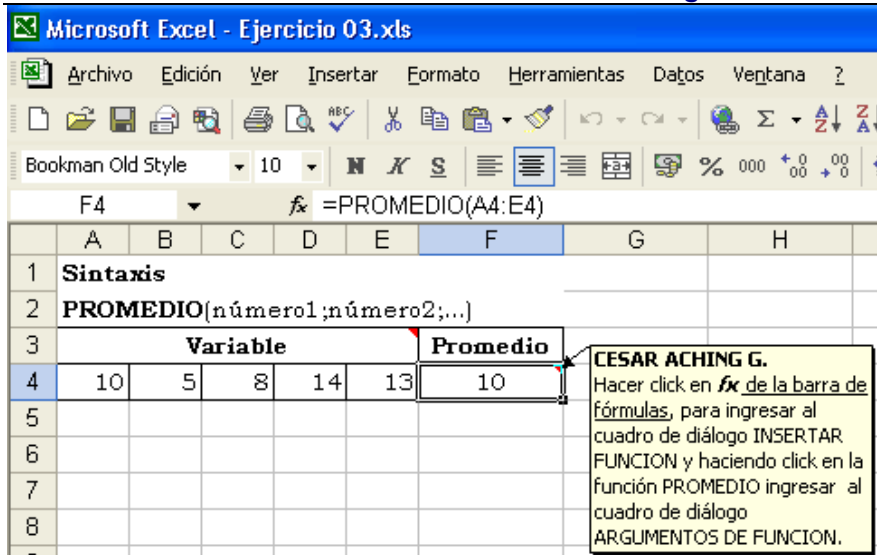 Microsoft Excel - Ejercicio 03.xls
Archivo Edición Ver Insertar Formato Herramientas Datos Ventana ?
ABC Σ A Z Z A
Bookman Old Style 10 N K S a % 000
F4 fx =PROMEDIO(A4:E4)
A B C D E F G H
1 Sintaxis
2 PROMEDIO(número1;número2;...)
3 Variable Promedio
4 10 5 8 14 13 10
5
6
7
8
CESAR ACHING G.
Hacer click en fx de la barra de
fórmulas, para ingresar al
cuadro de diálogo INSERTAR
FUNCION y haciendo click en la
función PROMEDIO ingresar al
cuadro de diálogo
ARGUMENTOS DE FUNCION.